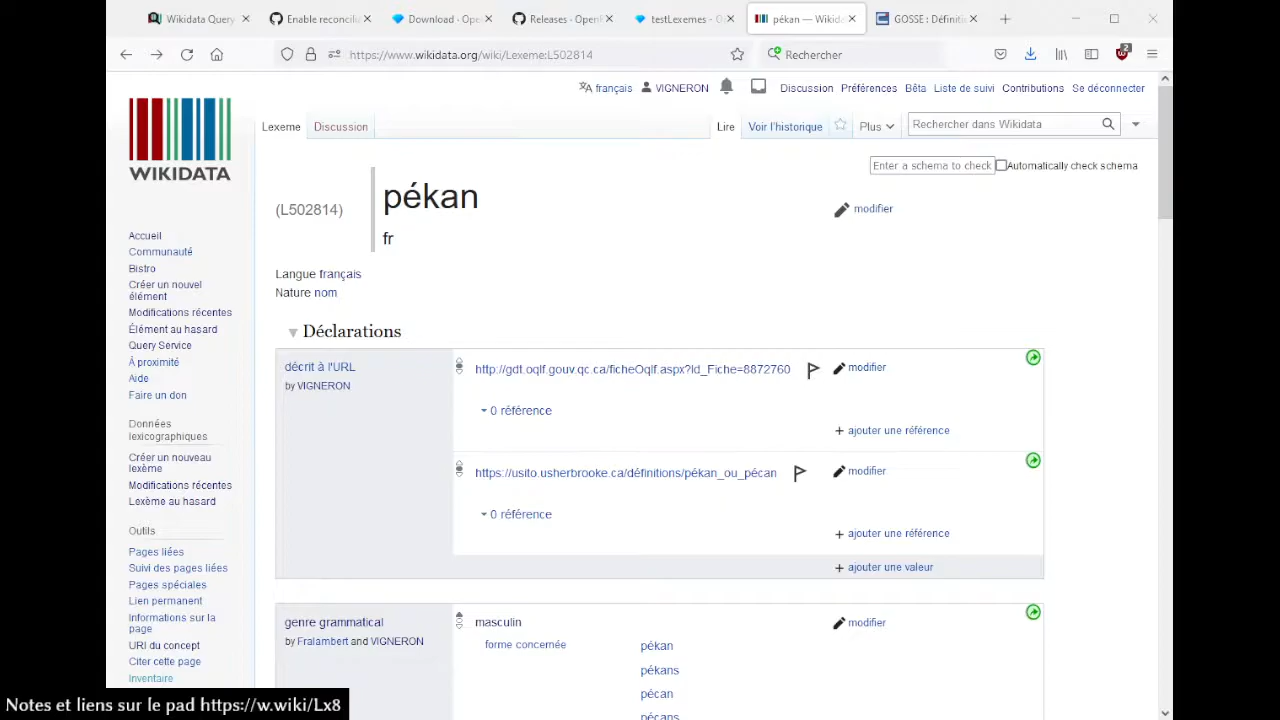 Wikidata Query
Enable reconcili
Download · Ope
Releases · OpenF
testLexemes - O
pékan — Wikida
GOSSE : Définitio
https://www.wikidata.org/wiki/Lexeme:L502814
Rechercher
2
français
VIGNERON
Discussion
Préférences
Bêta
Liste de suivi
Contributions
Se déconnecter
Lexeme
Discussion
Lire
Voir l'historique
Plus
Rechercher dans Wikidata
Enter a schema to check
Automatically check schema
WIKIDATA
Accueil
Communauté
Bistro
Créer un nouvel
élément
Modifications récentes
Élément au hasard
Query Service
À proximité
Aide
Faire un don
Données
lexicographiques
Créer un nouveau
lexème
Modifications récentes
Lexème au hasard
Outils
Pages liées
Suivi des pages liées
Pages spéciales
Lien permanent
Informations sur la
page
URI du concept
Citer cette page
Inventaire
(L502814)
pékan
fr
modifier
Langue français
Nature nom
Déclarations
décrit à l'URL
by VIGNERON
http://gdt.oqlf.gouv.qc.ca/ficheOqlf.aspx?Id_Fiche=8872760
modifier
0 référence
+ ajouter une référence
https://usito.usherbrooke.ca/définitions/pékan_ou_pécan
modifier
0 référence
+ ajouter une référence
+ ajouter une valeur
genre grammatical
by Fralambert and VIGNERON
masculin
modifier
forme concernée
pékan
pékans
pécan
pécans
Notes et liens sur le pad https://w.wiki/Lx8